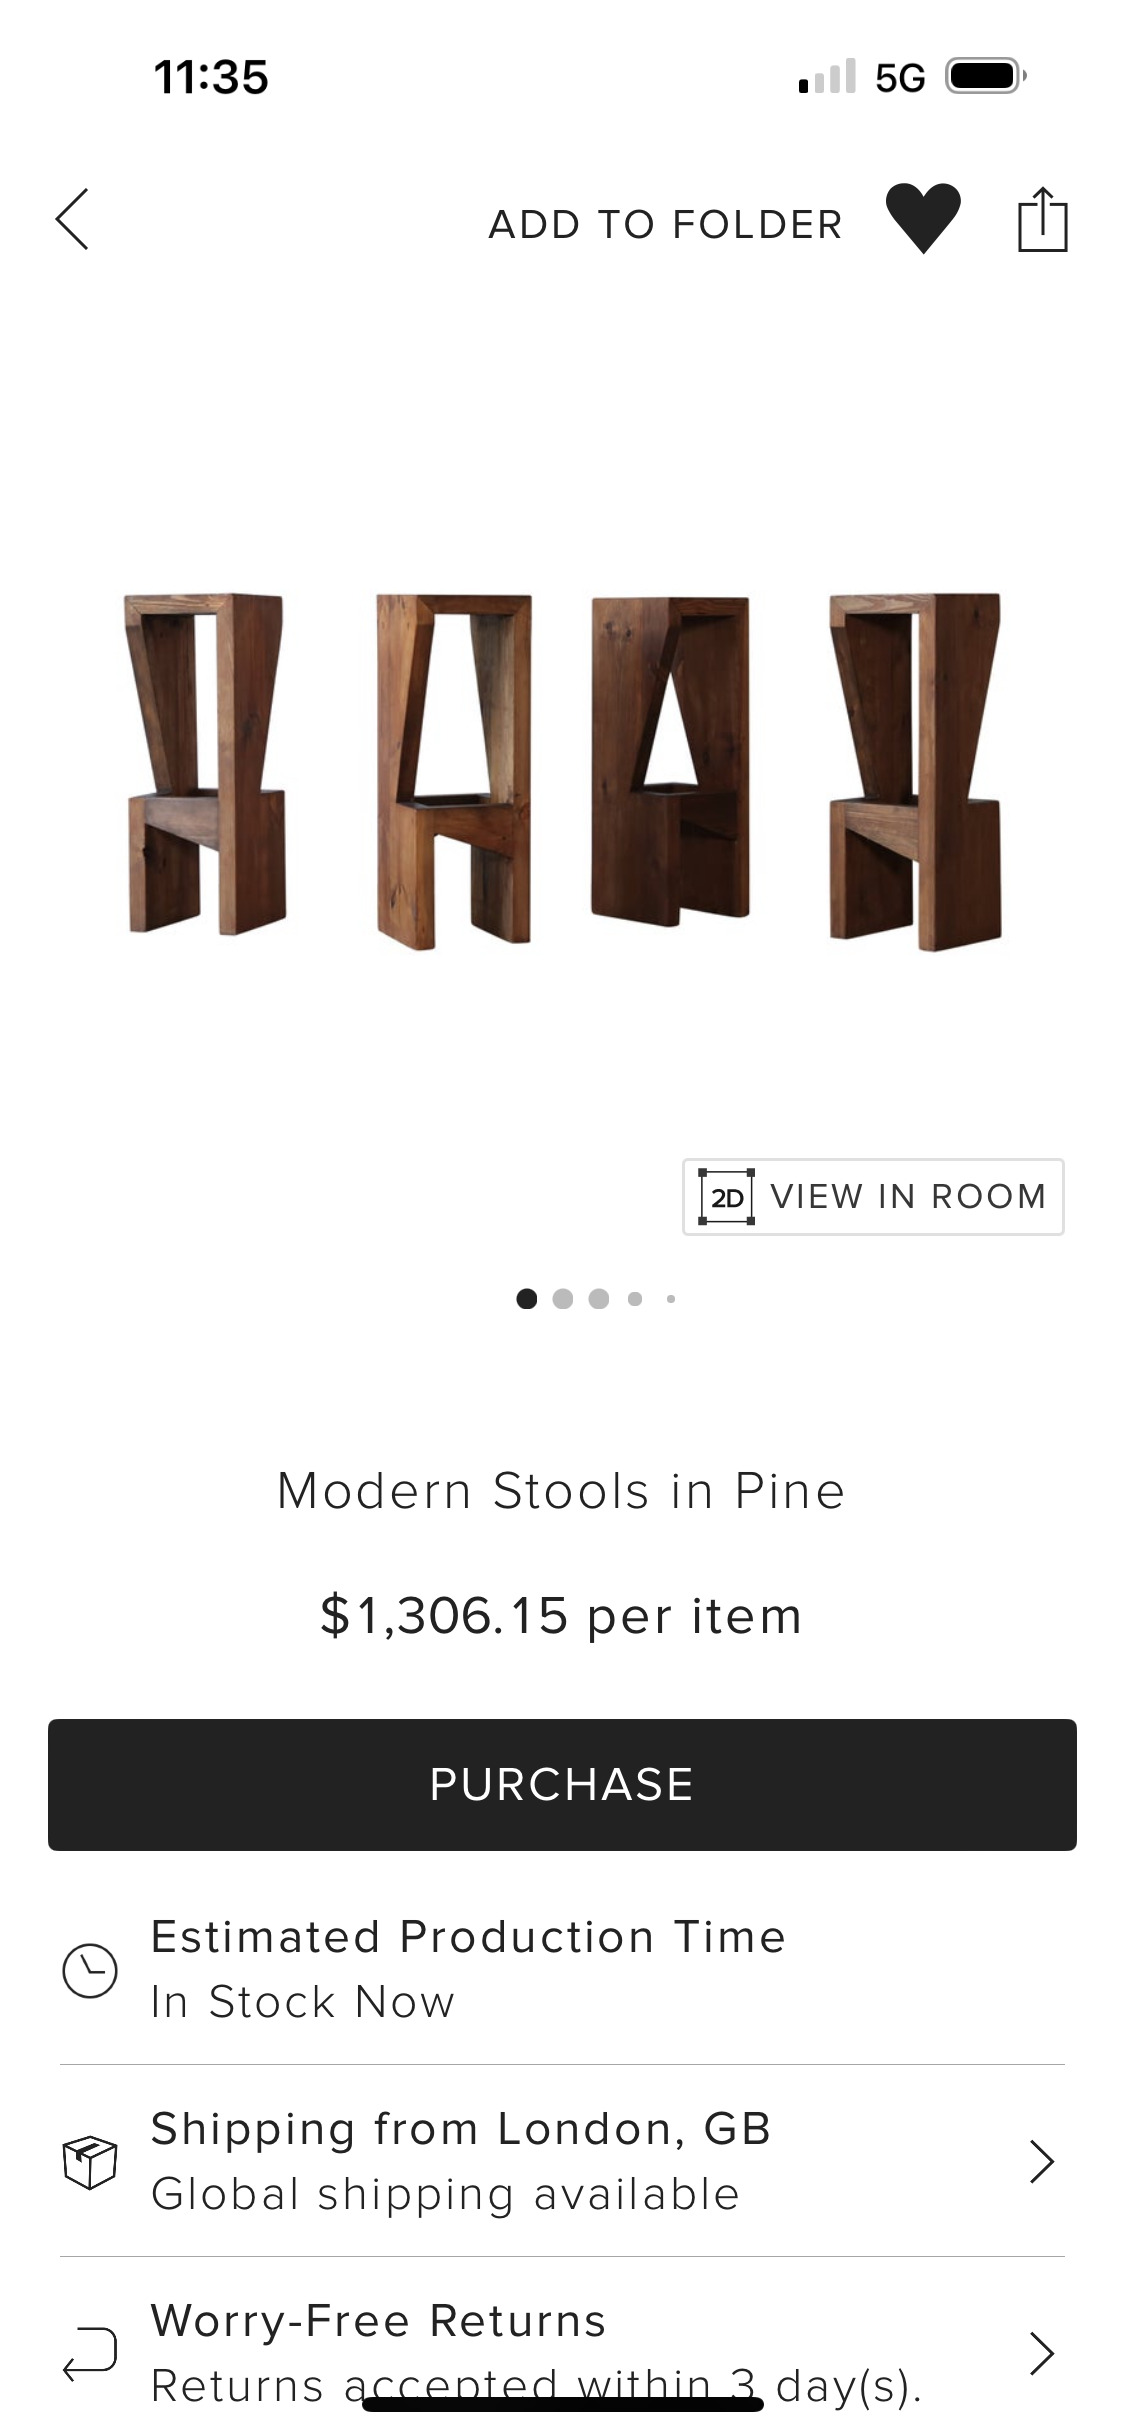 11:35 5G
ADD TO FOLDER
2D VIEW IN ROOM
Modern Stools in Pine
$1,306.15 per item
PURCHASE
Estimated Production Time
In Stock Now
Shipping from London, GB
Global shipping available
Worry-Free Returns
Returns accepted within 3 day(s).